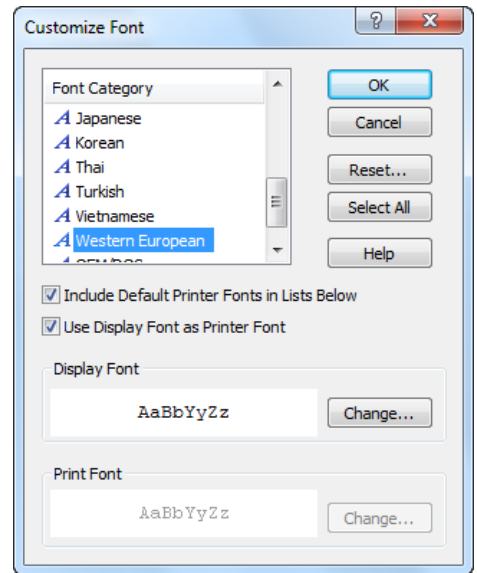 Customize Font
?
Font Category
A Japanese
A Korean
A Thai
A Turkish
A Vietnamese
A Western European
OK
Cancel
Reset...
Select All
Help
Include Default Printer Fonts in Lists Below
Use Display Font as Printer Font
Display Font
AaBbYyZz
Change...
Print Font
AaBbYyZz
Change...